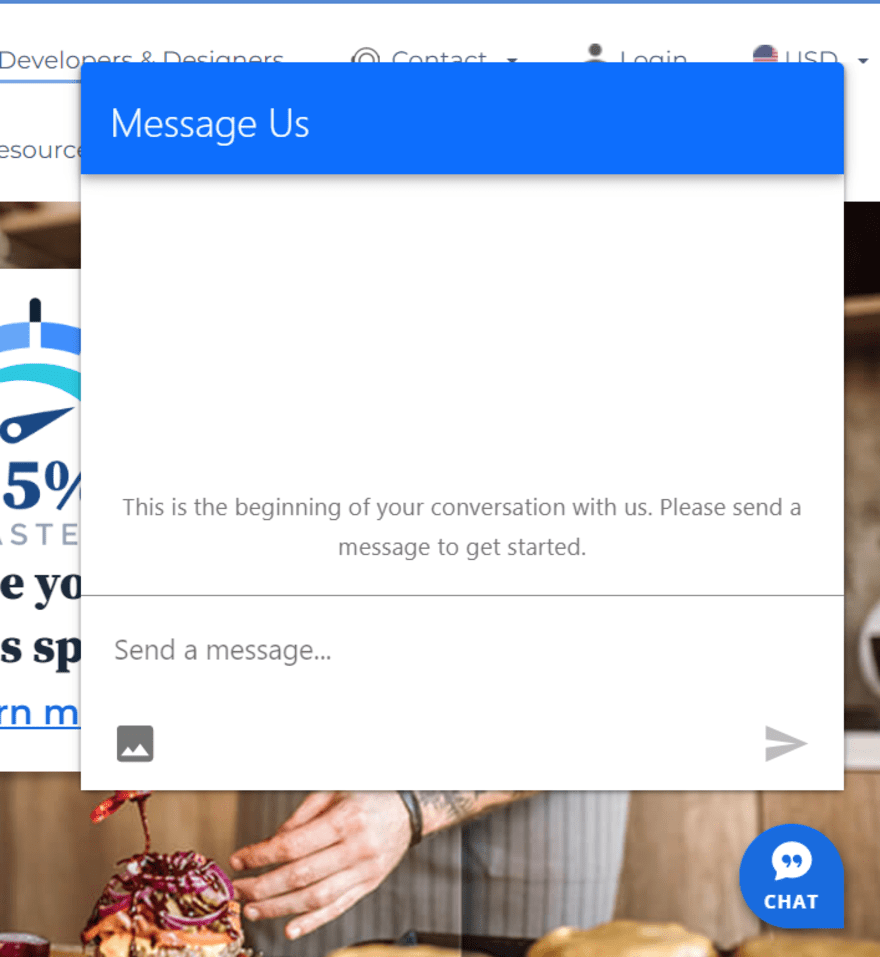 Developers & Designers Contact Login USD
esource
Message Us
5%
ASTE
This is the beginning of your conversation with us. Please send a
message to get started.
e yo
s sp
Send a message...
rn m
CHAT